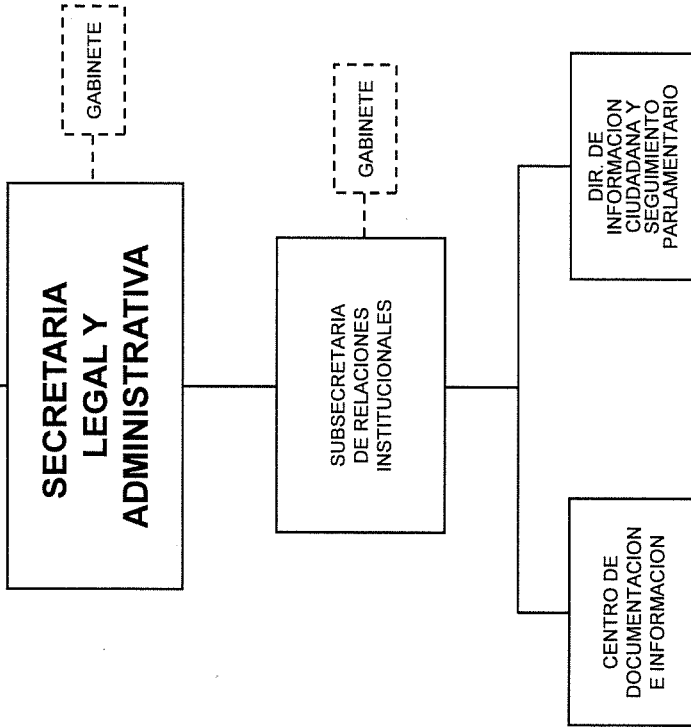 SECRETARIA
LEGAL Y
ADMINISTRATIVA
GABINETE
SUBSECRETARIA
DE RELACIONES
INSTITUCIONALES
GABINETE
CENTRO DE
DOCUMENTACION
E INFORMACION
DIR. DE
INFORMACION
CIUDADANA Y
SEGUIMIENTO
PARLAMENTARIO